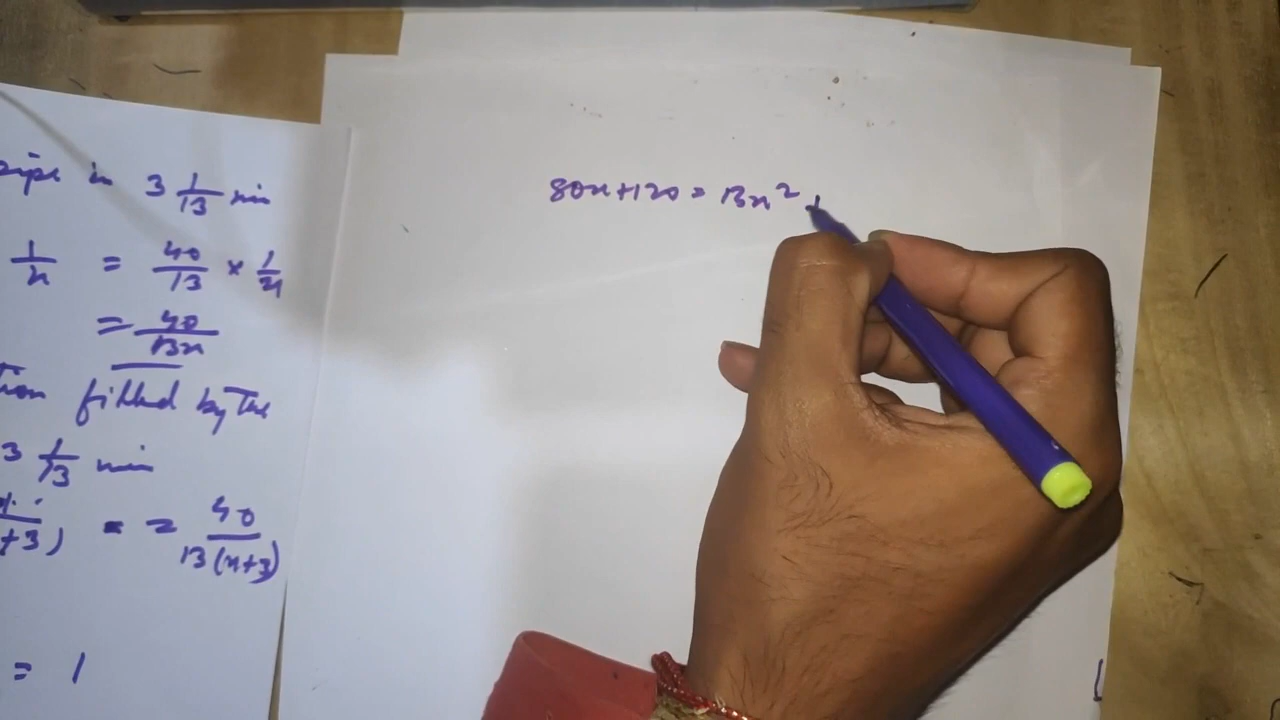 pipe in 3 1/13 min
1/x = 40/13 × 1/x
= 40/13x
filled by the
3 1/13 min
+3) = 40/13(x+3)
= 1
80x+120 = 13x²